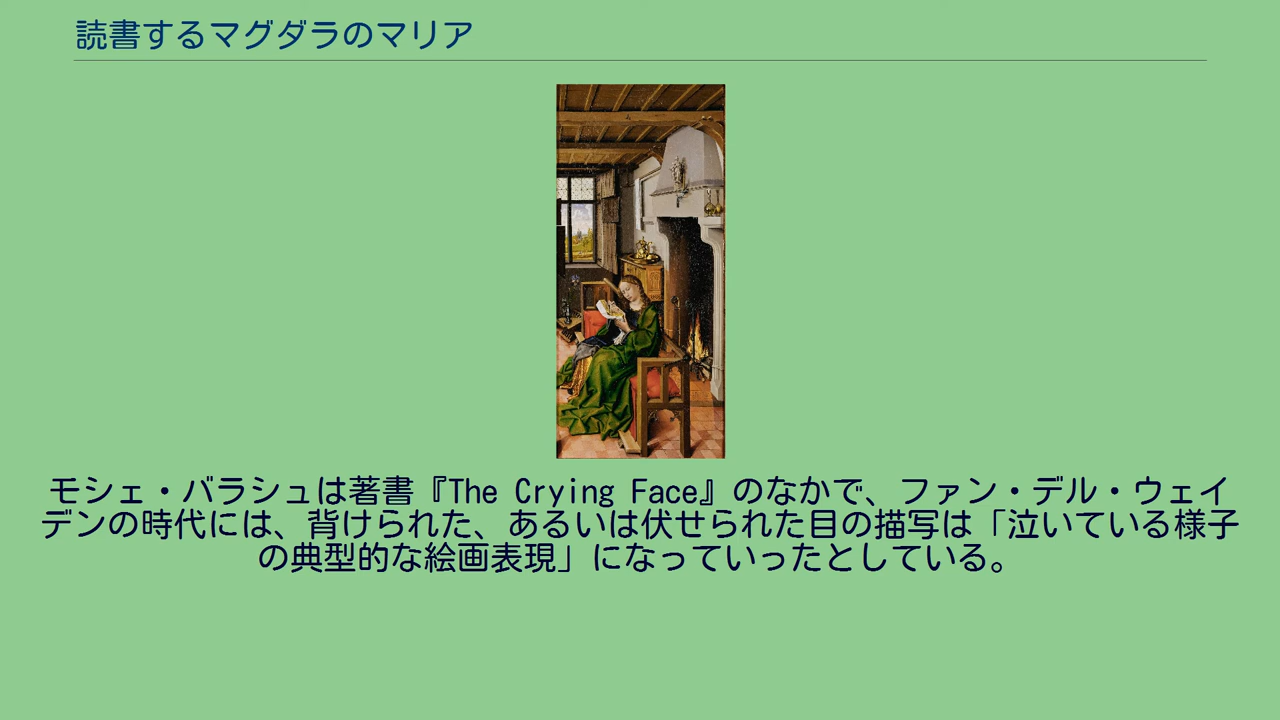 読書するマグダラのマリア
モシェ・バラシュは著書『The Crying Face』のなかで、ファン・デル・ウェイ
デンの時代には、背けられた、あるいは伏せられた目の描写は「泣いている様子
の典型的な絵画表現」になっていったとしている。